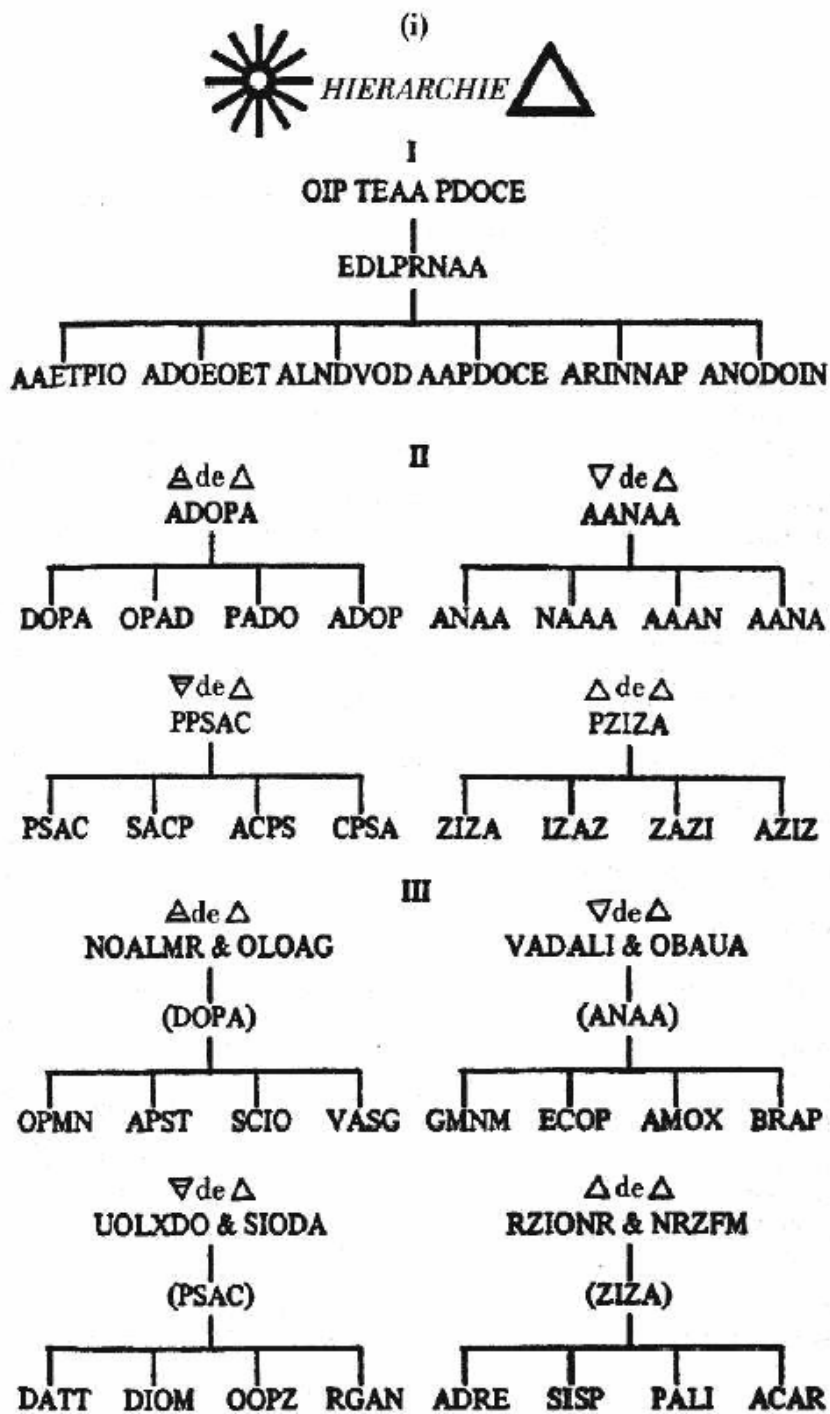 (i)
HIERARCHIE
I
OIP TEAA PDOCE
EDLPRNAA
AAETPIO ADOEOET ALNDVOD AAPDOCE ARINNAP ANODOIN
II
de de
ADOPA AANAA
DOPA OPAD PADO ADOP ANAA NAAA AAAN AANA
de de
PPSAC PZIZA
PSAC SACP ACPS CPSA ZIZA IZAZ ZAZI AZIZ
III
de de
NOALMR & OLOAG VADALI & OBAUA
(DOPA) (ANAA)
OPMN APST SCIO VASG GMNM ECOP AMOX BRAP
de de
UOLXDO & SIODA RZIONR & NRZFM
(PSAC) (ZIZA)
DATT DIOM OOPZ RGAN ADRE SISP PALI ACAR